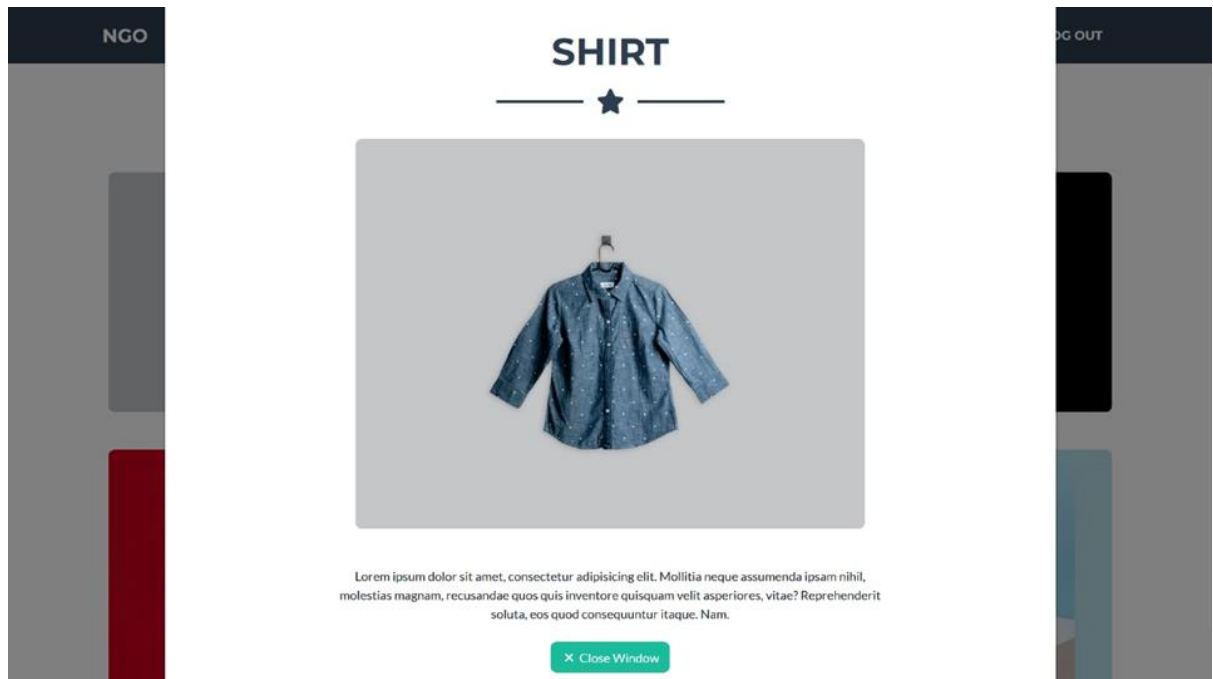 NGO
OG OUT
SHIRT
Lorem ipsum dolor sit amet, consectetur adipisicing elit. Mollitia neque assumenda ipsam nihil,
molestias magnam, recusandae quos quis inventore quisquam velit asperiores, vitae? Reprehenderit
soluta, eos quod consequuntur itaque. Nam.
× Close Window